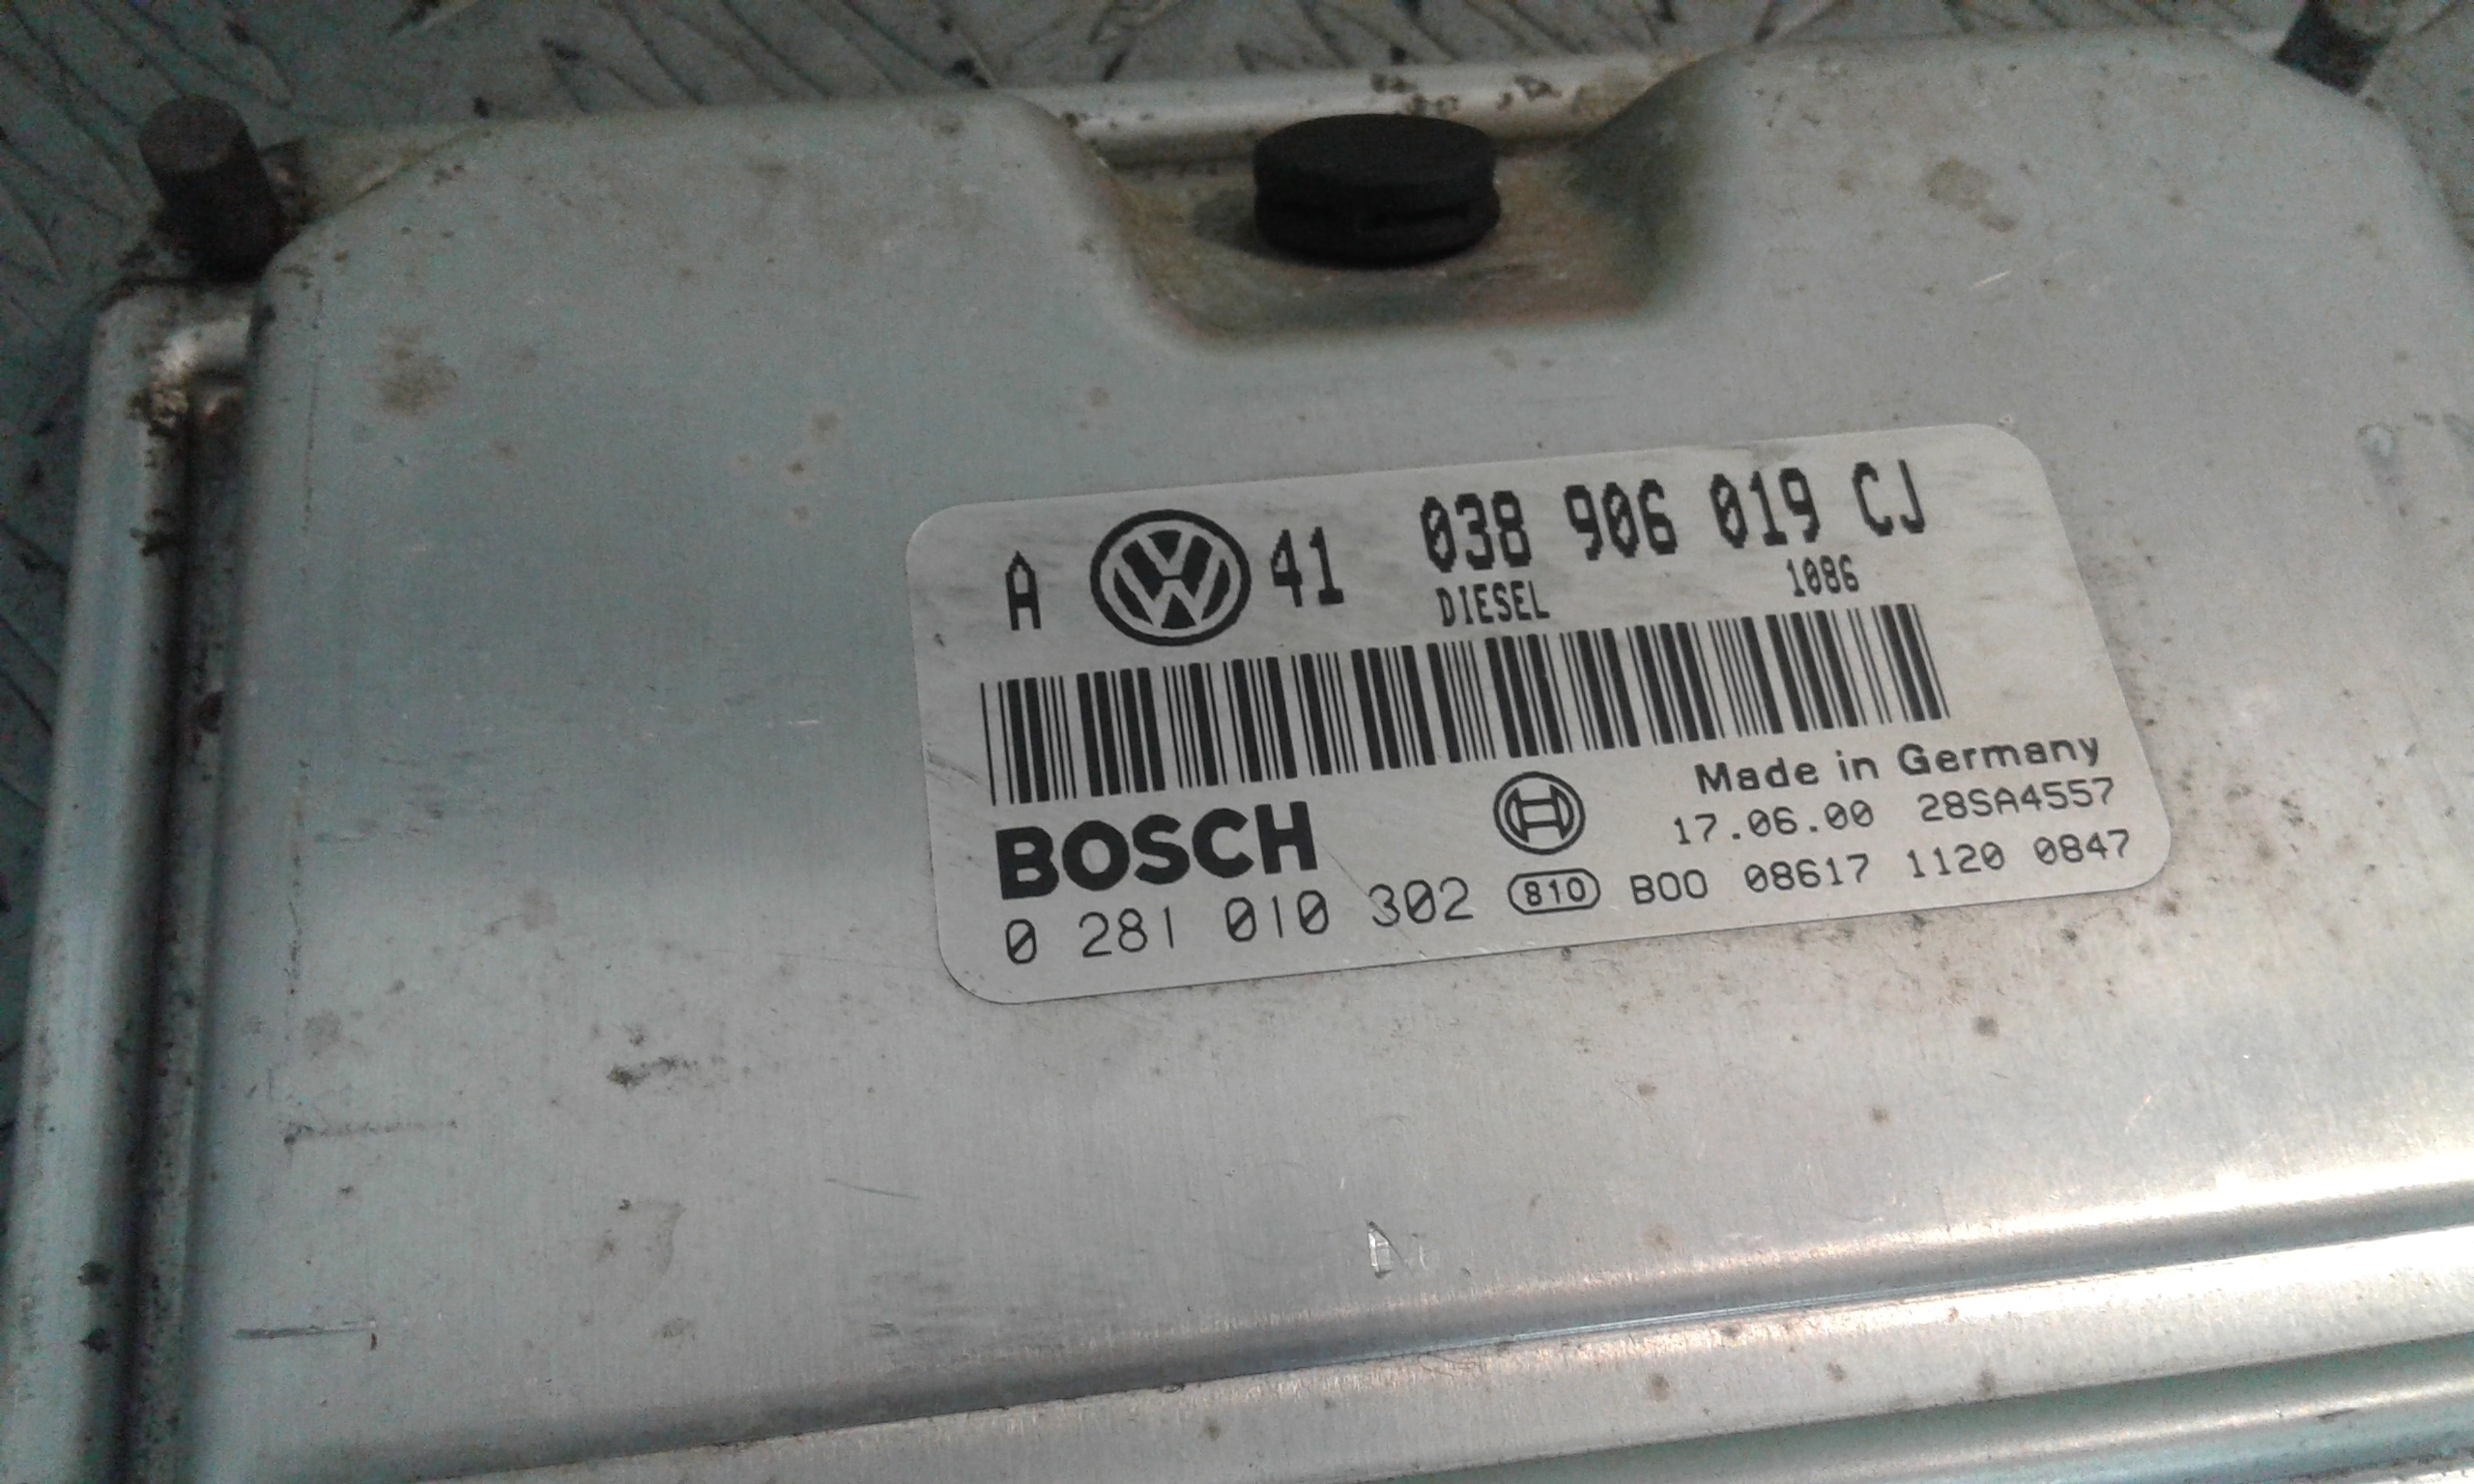 A VW 41 038 906 019 CJ
DIESEL 1086
Made in Germany
BOSCH 17.06.00 28SA4557
0 281 010 302 810 B00 08617 1120 0847